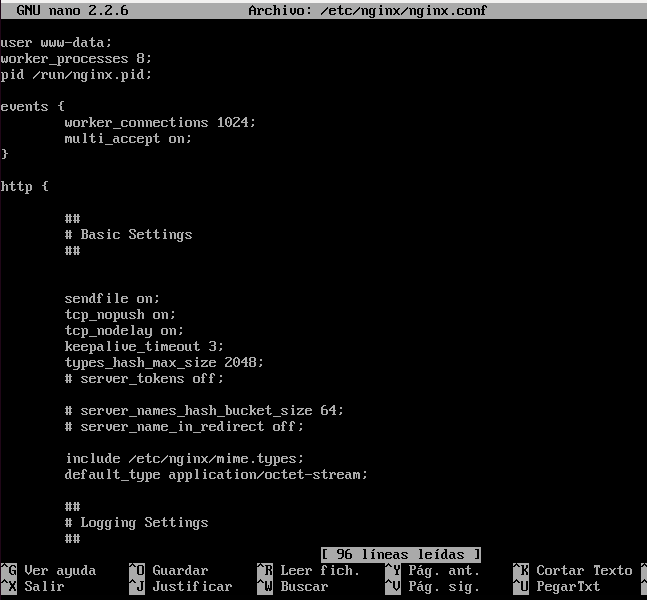 GNU nano 2.2.6 Archivo: /etc/nginx/nginx.conf
user www-data;
worker_processes 8;
pid /run/nginx.pid;
events {
worker_connections 1024;
multi_accept on;
}
http {
##
# Basic Settings
##
sendfile on;
tcp_nopush on;
tcp_nodelay on;
keepalive_timeout 3;
types_hash_max_size 2048;
# server_tokens off;
# server_names_hash_bucket_size 64;
# server_name_in_redirect off;
include /etc/nginx/mime.types;
default_type application/octet-stream;
##
# Logging Settings
##
[ 96 líneas leídas ]
^G Ver ayuda ^O Guardar ^R Leer fich. ^Y Pág. ant. ^K Cortar Texto ^
^X Salir ^J Justificar ^W Buscar ^V Pág. sig. ^U PegarTxt ^